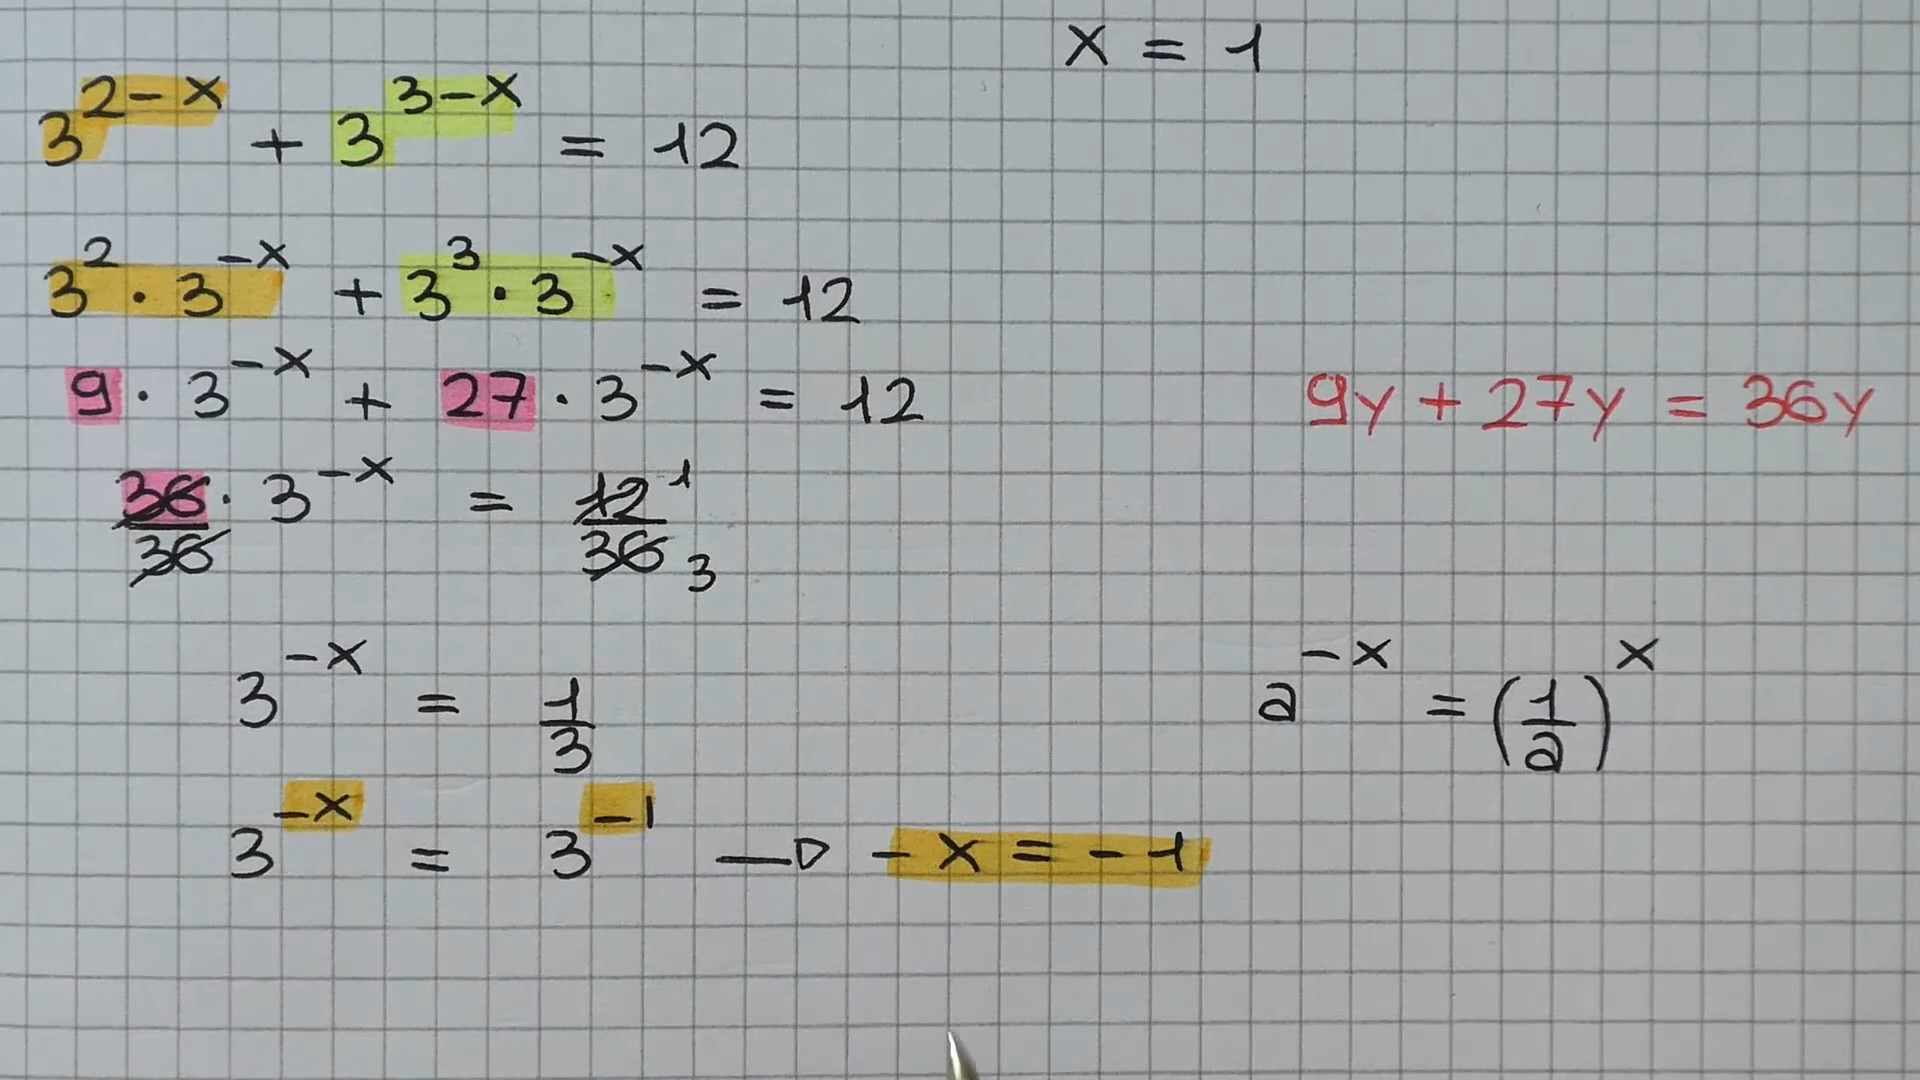 x = 1
3^(2-x) + 3^(3-x) = 12
3^2 · 3^(-x) + 3^3 · 3^(-x) = 12
9 · 3^(-x) + 27 · 3^(-x) = 12
9y + 27y = 36y
36/36 · 3^(-x) = 12/36 1 3
3^(-x) = 1/3
a^(-x) = (1/a)^x
3^(-x) = 3^(-1) → -x = -1